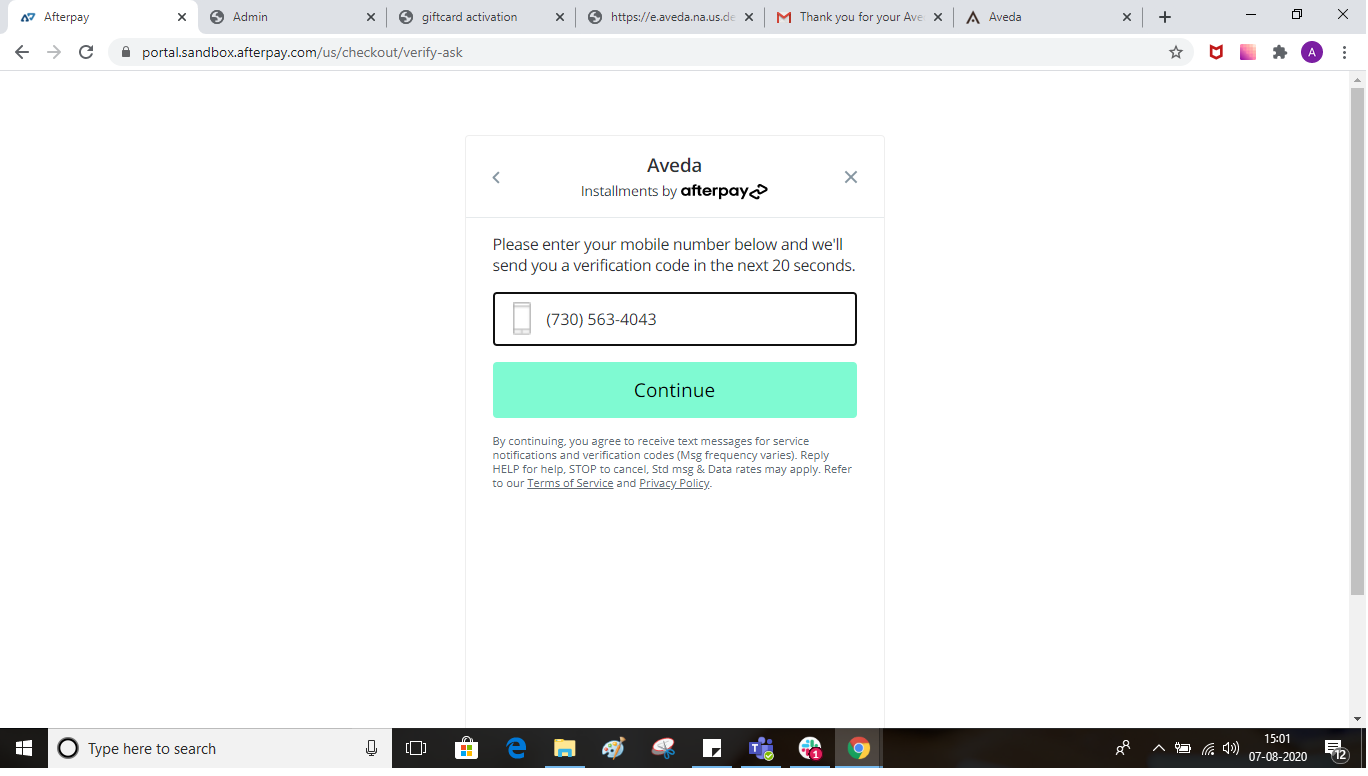 Afterpay
Admin
giftcard activation
https://e.aveda.na.us.de
Thank you for your Ave
Aveda
portal.sandbox.afterpay.com/us/checkout/verify-ask
A
Aveda
Installments by afterpay
Please enter your mobile number below and we'll
send you a verification code in the next 20 seconds.
(730) 563-4043
Continue
By continuing, you agree to receive text messages for service
notifications and verification codes (Msg frequency varies). Reply
HELP for help, STOP to cancel, Std msg & Data rates may apply. Refer
to our Terms of Service and Privacy Policy.
Type here to search
1
15:01
07-08-2020
12